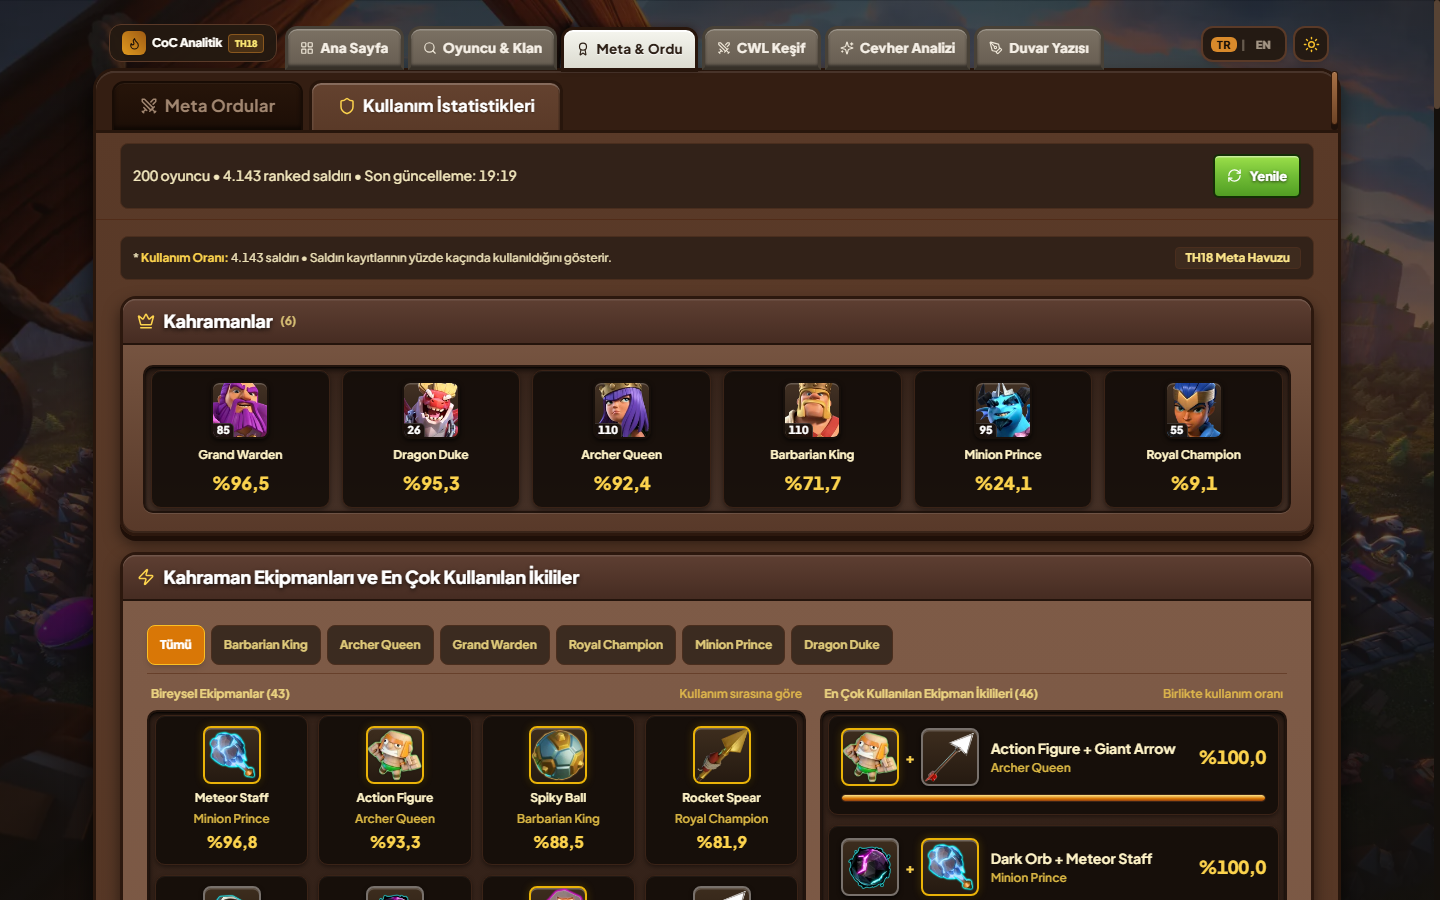 CoC Analitik TH18
Ana Sayfa
Oyuncu & Klan
Meta & Ordu
CWL Keşif
Cevher Analizi
Duvar Yazısı
TR | EN
Meta Ordular
Kullanım İstatistikleri
200 oyuncu • 4.143 ranked saldırı • Son güncelleme: 19:19
Yenile
* Kullanım Oranı: 4.143 saldırı • Saldırı kayıtlarının yüzde kaçında kullanıldığını gösterir.
TH18 Meta Havuzu
Kahramanlar (6)
85
Grand Warden
%96,5
26
Dragon Duke
%95,3
110
Archer Queen
%92,4
110
Barbarian King
%71,7
95
Minion Prince
%24,1
55
Royal Champion
%9,1
Kahraman Ekipmanları ve En Çok Kullanılan İkililer
Tümü
Barbarian King
Archer Queen
Grand Warden
Royal Champion
Minion Prince
Dragon Duke
Bireysel Ekipmanlar (43)
Kullanım sırasına göre
Meteor Staff
Minion Prince
%96,8
Action Figure
Archer Queen
%93,3
Spiky Ball
Barbarian King
%88,5
Rocket Spear
Royal Champion
%81,9
En Çok Kullanılan Ekipman İkilileri (46)
Birlikte kullanım oranı
+
Action Figure + Giant Arrow
Archer Queen
%100,0
+
Dark Orb + Meteor Staff
Minion Prince
%100,0